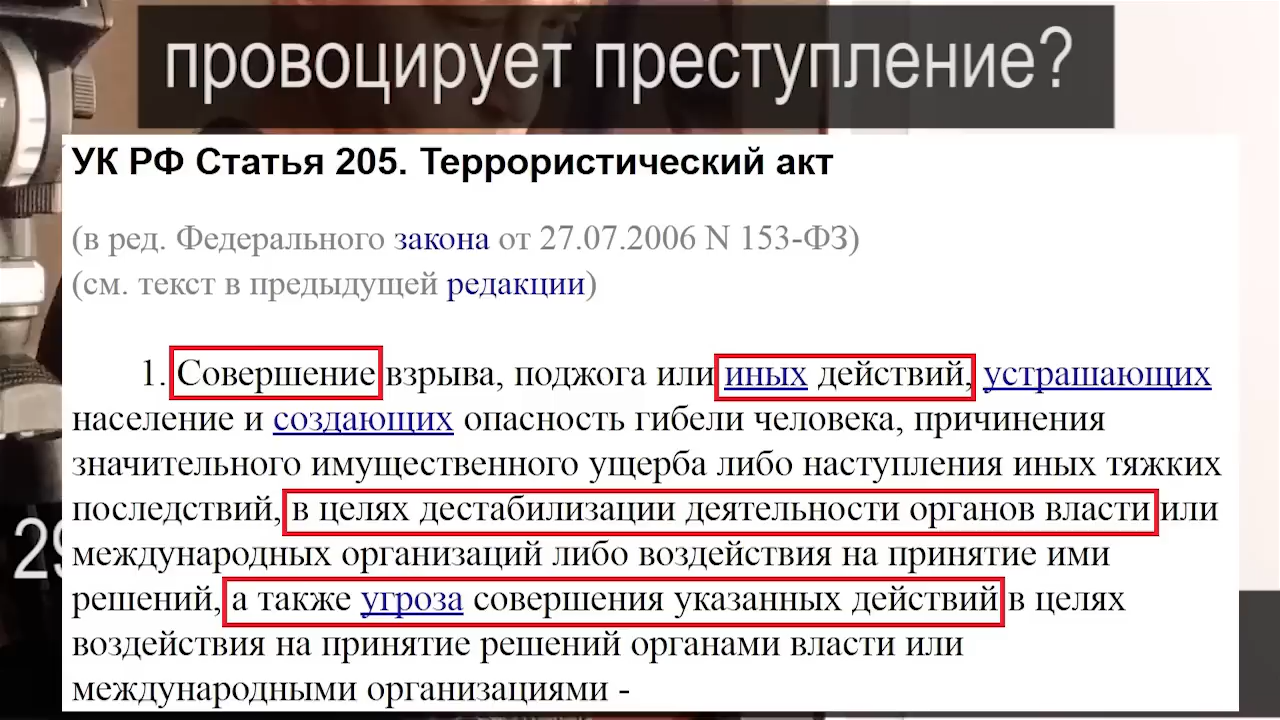 провоцирует преступление?
УК РФ Статья 205. Террористический акт
(в ред. Федерального закона от 27.07.2006 N 153-ФЗ)
(см. текст в предыдущей редакции)
1. Совершение взрыва, поджога или иных действий, устрашающих
население и создающих опасность гибели человека, причинения
значительного имущественного ущерба либо наступления иных тяжких
последствий, в целях дестабилизации деятельности органов власти или
международных организаций либо воздействия на принятие ими
решений, а также угроза совершения указанных действий в целях
воздействия на принятие решений органами власти или
международными организациями -